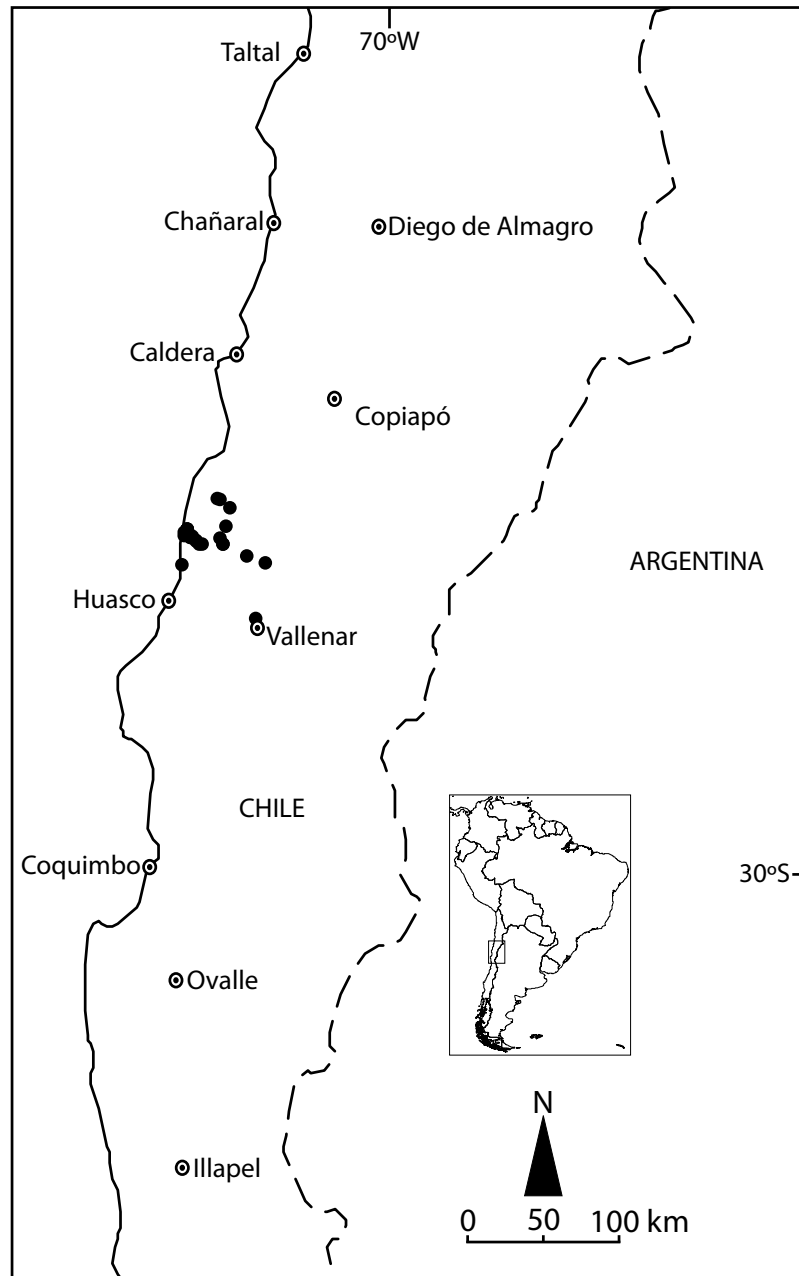 Taltal
70ºW
Chañaral
Diego de Almagro
Caldera
Copiapó
ARGENTINA
Huasco
Vallenar
CHILE
Coquimbo
30ºS
Ovalle
N
Illapel
0 50 100 km